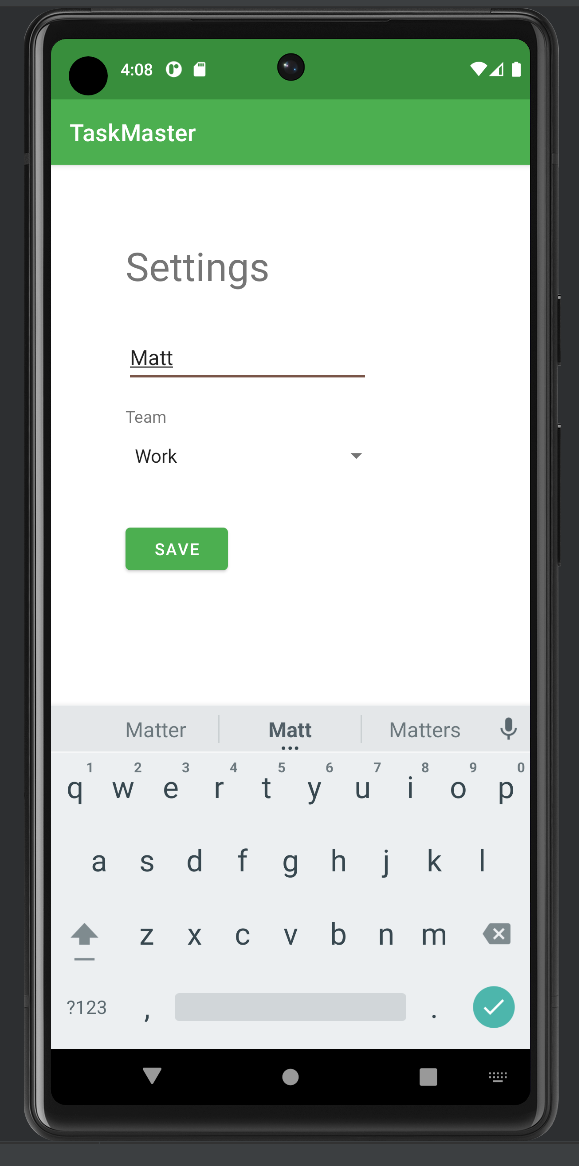 4:08
TaskMaster
Settings
Matt
Team
Work
SAVE
Matter Matt Matters
1 2 3 4 5 6 7 8 9 0
q w e r t y u i o p
a s d f g h j k l
z x c v b n m
?123 , .